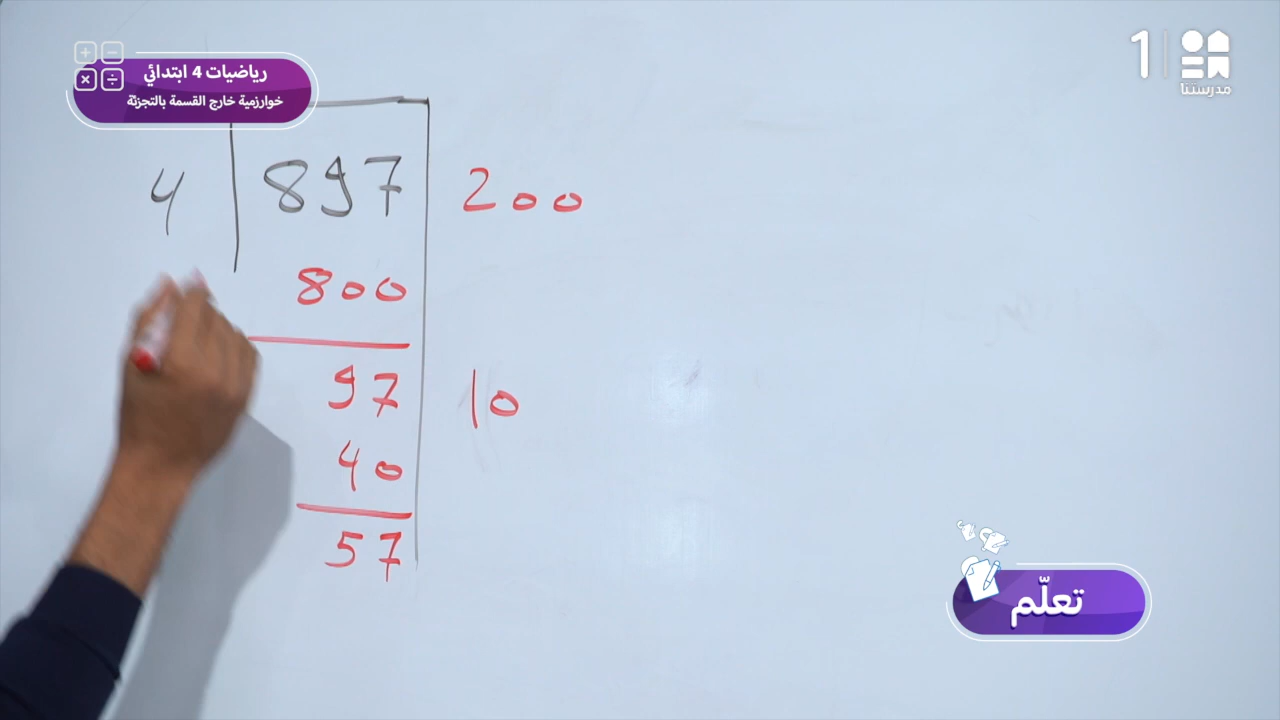 رياضيات 4 ابتدائي
خوارزمية خارج القسمة بالتجزئة
1
مدرستنا
4 897 200
800
97 10
40
57
تعلّم